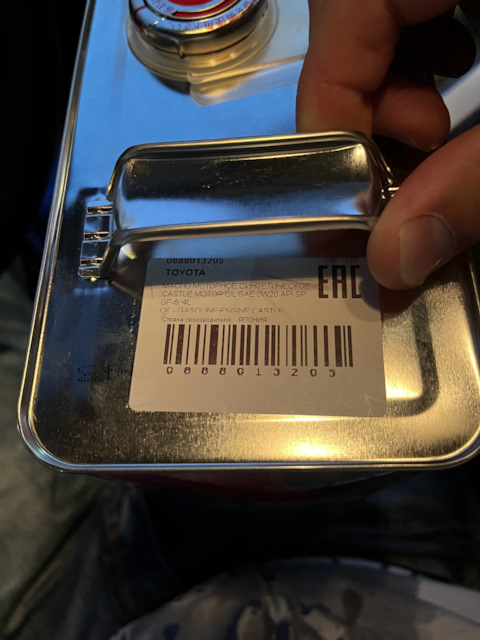 0888013205
TOYOTA
EAC
МАСЛО МОТОРНОЕ СИНТЕТИЧЕСКОЕ
CASTLE MOTOR OIL SAE 0W20 API SP
GF-6, 4L
OIL - GASOLINE ENGINE CASTLE
Страна производителя: ЯПОНИЯ
0888013205